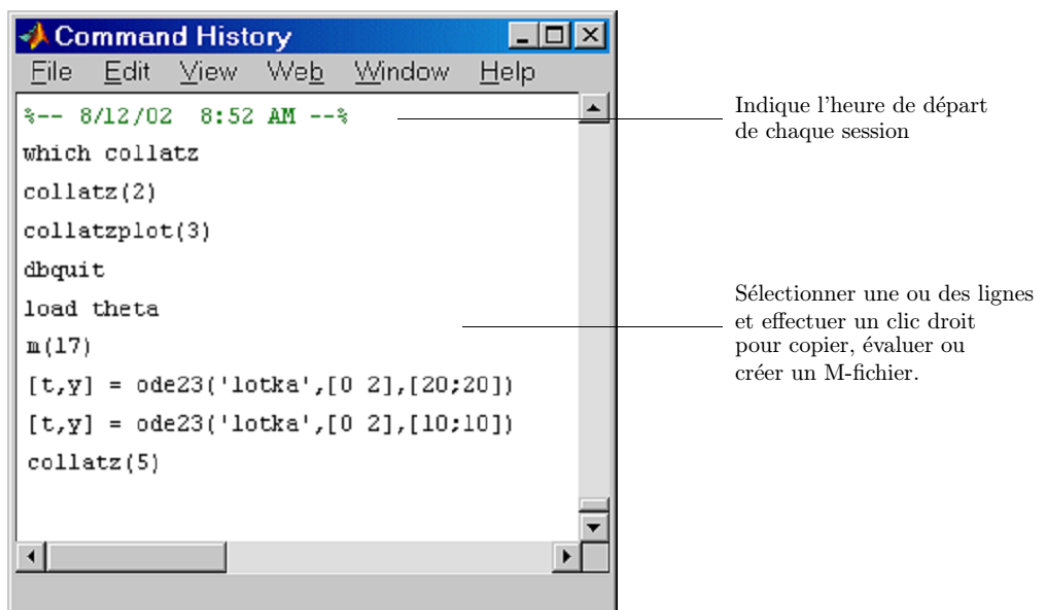 Command History
File Edit View Web Window Help
%-- 8/12/02 8:52 AM --%
which collatz
collatz(2)
collatzplot(3)
dbquit
load theta
m(17)
[t,y] = ode23('lotka',[0 2],[20;20])
[t,y] = ode23('lotka',[0 2],[10;10])
collatz(5)
Indique l'heure de départ
de chaque session
Sélectionner une ou des lignes
et effectuer un clic droit
pour copier, évaluer ou
créer un M-fichier.